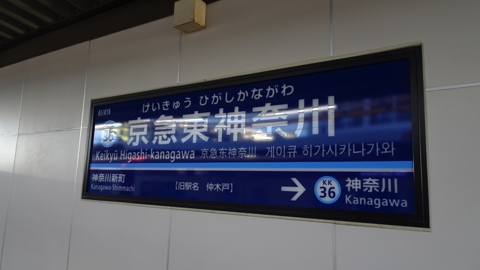 けいきゅう ひがしかながわ
35 京急東神奈川
Keikyū Higashi-kanagawa 京急东神奈川 게이큐 히가시카나가와
神奈川新町
Kanagawa-Shimmachi
［旧駅名 仲木戸］
→ KK 36 神奈川
Kanagawa